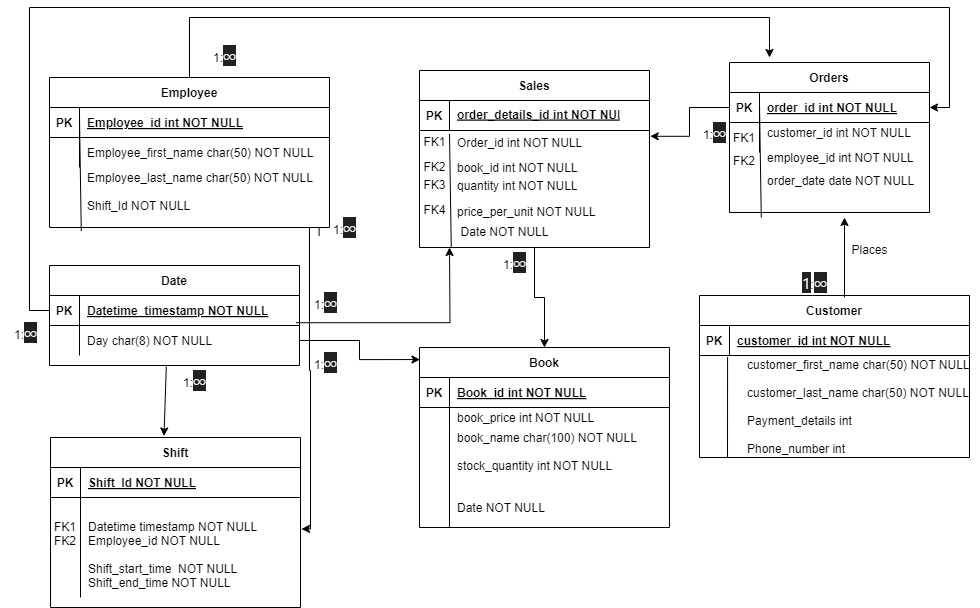 1:∞
Employee
PK Employee_id int NOT NULL
Employee_first_name char(50) NOT NULL
Employee_last_name char(50) NOT NULL
Shift_Id NOT NULL
1:∞
Sales
PK order_details_id int NOT NUl
FK1 Order_id int NOT NULL
FK2 book_id int NOT NULL
FK3 quantity int NOT NULL
FK4 price_per_unit NOT NULL
Date NOT NULL
1:∞
Orders
PK order_id int NOT NULL
FK1 customer_id int NOT NULL
FK2 employee_id int NOT NULL
order_date date NOT NULL
1:∞
Places
1:∞
Date
PK Datetime_timestamp NOT NULL
Day char(8) NOT NULL
1:∞
1:∞
1:∞
1:∞
Book
PK Book_id int NOT NULL
book_price int NOT NULL
book_name char(100) NOT NULL
stock_quantity int NOT NULL
Date NOT NULL
Customer
PK customer_id int NOT NULL
customer_first_name char(50) NOT NULL
customer_last_name char(50) NOT NULL
Payment_details int
Phone_number int
Shift
PK Shift_Id NOT NULL
FK1 Datetime timestamp NOT NULL
FK2 Employee_id NOT NULL
Shift_start_time NOT NULL
Shift_end_time NOT NULL